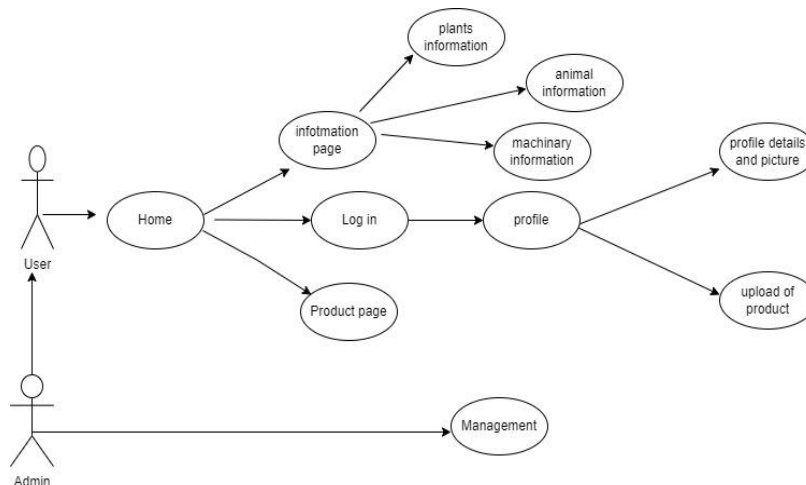 plants
information
animal
information
infotmation
page
machinary
information
profile details
and picture
Home
Log in
profile
User
Product page
upload of
product
Management
Admin